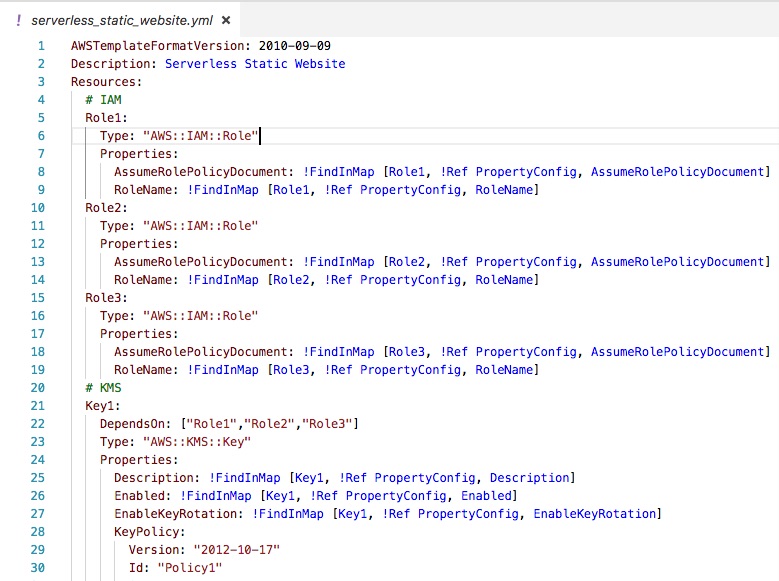 ! serverless_static_website.yml ×
1 AWSTemplateFormatVersion: 2010-09-09
2 Description: Serverless Static Website
3 Resources:
4   # IAM
5   Role1:
6     Type: "AWS::IAM::Role"
7     Properties:
8       AssumeRolePolicyDocument: !FindInMap [Role1, !Ref PropertyConfig, AssumeRolePolicyDocument]
9       RoleName: !FindInMap [Role1, !Ref PropertyConfig, RoleName]
10   Role2:
11     Type: "AWS::IAM::Role"
12     Properties:
13       AssumeRolePolicyDocument: !FindInMap [Role2, !Ref PropertyConfig, AssumeRolePolicyDocument]
14       RoleName: !FindInMap [Role2, !Ref PropertyConfig, RoleName]
15   Role3:
16     Type: "AWS::IAM::Role"
17     Properties:
18       AssumeRolePolicyDocument: !FindInMap [Role3, !Ref PropertyConfig, AssumeRolePolicyDocument]
19       RoleName: !FindInMap [Role3, !Ref PropertyConfig, RoleName]
20   # KMS
21   Key1:
22     DependsOn: ["Role1","Role2","Role3"]
23     Type: "AWS::KMS::Key"
24     Properties:
25       Description: !FindInMap [Key1, !Ref PropertyConfig, Description]
26       Enabled: !FindInMap [Key1, !Ref PropertyConfig, Enabled]
27       EnableKeyRotation: !FindInMap [Key1, !Ref PropertyConfig, EnableKeyRotation]
28       KeyPolicy:
29         Version: "2012-10-17"
30         Id: "Policy1"